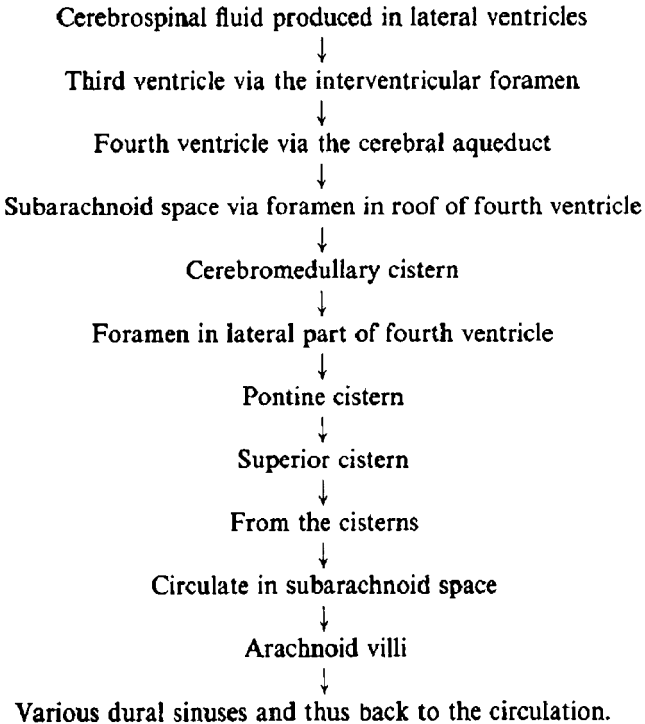 Cerebrospinal fluid produced in lateral ventricles
↓
Third ventricle via the interventricular foramen
↓
Fourth ventricle via the cerebral aqueduct
↓
Subarachnoid space via foramen in roof of fourth ventricle
↓
Cerebromedullary cistern
↓
Foramen in lateral part of fourth ventricle
↓
Pontine cistern
↓
Superior cistern
↓
From the cisterns
↓
Circulate in subarachnoid space
↓
Arachnoid villi
↓
Various dural sinuses and thus back to the circulation.